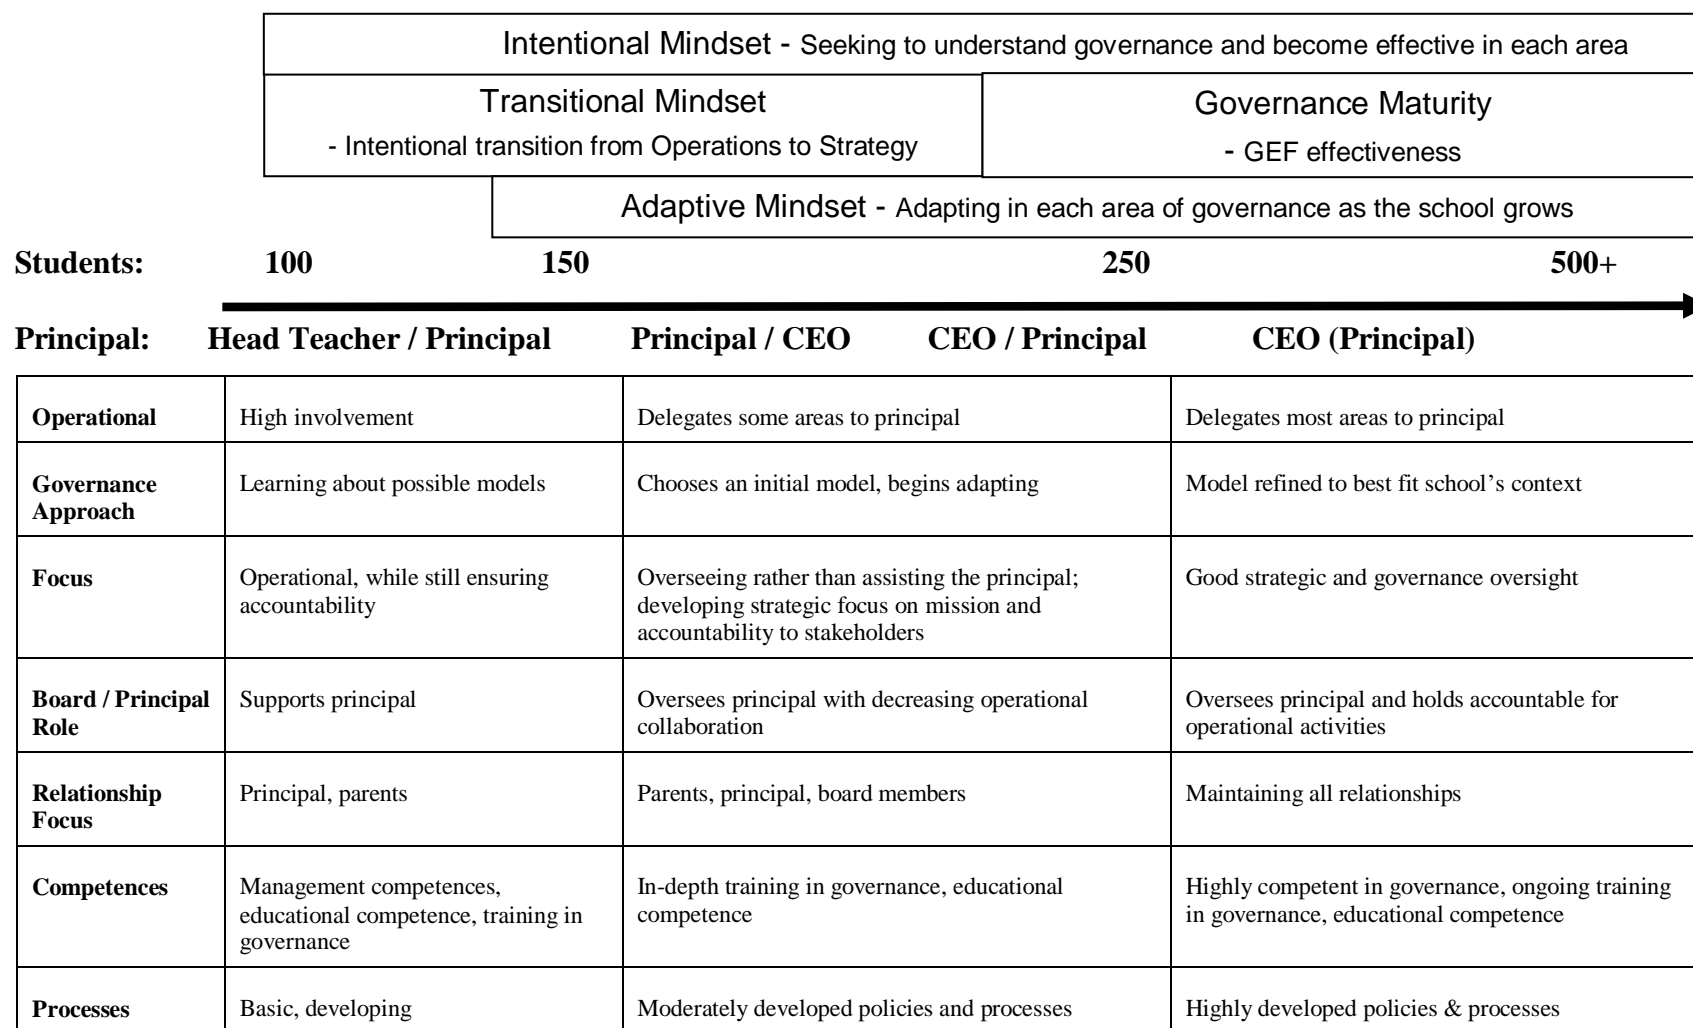 Intentional Mindset - Seeking to understand governance and become effective in each area
Transitional Mindset
- Intentional transition from Operations to Strategy
Governance Maturity
- GEF effectiveness
Adaptive Mindset - Adapting in each area of governance as the school grows
Students: 100 150 250 500+
Principal: Head Teacher / Principal Principal / CEO CEO / Principal CEO (Principal)
Operational
High involvement
Delegates some areas to principal
Delegates most areas to principal
Governance
Approach
Learning about possible models
Chooses an initial model, begins adapting
Model refined to best fit school’s context
Focus
Operational, while still ensuring
accountability
Overseeing rather than assisting the principal;
developing strategic focus on mission and
accountability to stakeholders
Good strategic and governance oversight
Board / Principal
Role
Supports principal
Oversees principal with decreasing operational
collaboration
Oversees principal and holds accountable for
operational activities
Relationship
Focus
Principal, parents
Parents, principal, board members
Maintaining all relationships
Competences
Management competences,
educational competence, training in
governance
In-depth training in governance, educational
competence
Highly competent in governance, ongoing training
in governance, educational competence
Processes
Basic, developing
Moderately developed policies and processes
Highly developed policies & processes